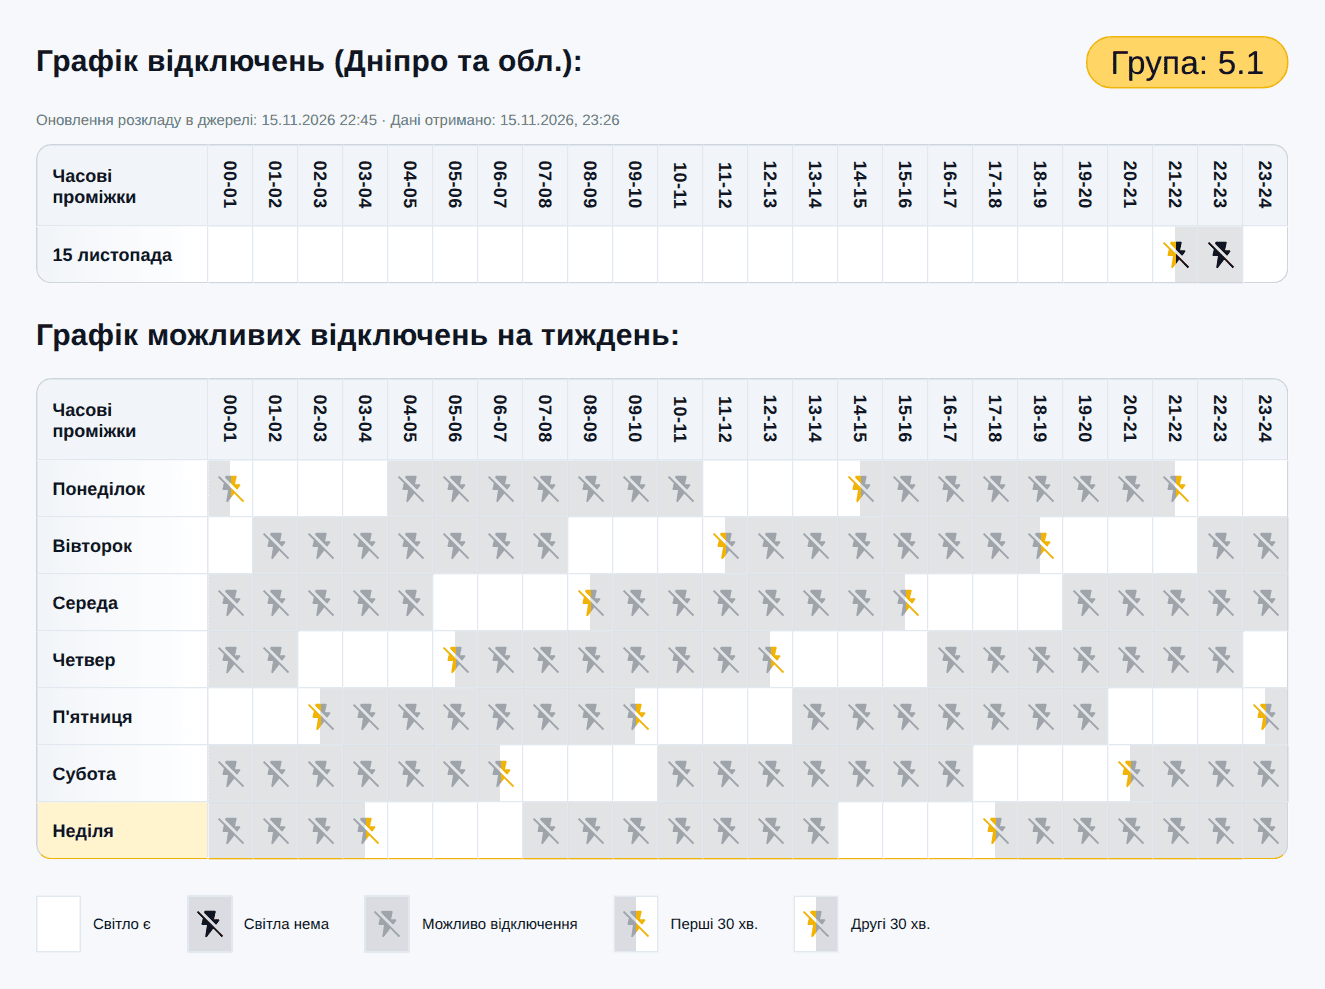 Графік відключень (Дніпро та обл.):
Група: 5.1
Оновлення розкладу в джерелі: 15.11.2026 22:45 · Дані отримано: 15.11.2026, 23:26
Часові проміжки 00-01 01-02 02-03 03-04 04-05 05-06 06-07 07-08 08-09 09-10 10-11 11-12 12-13 13-14 14-15 15-16 16-17 17-18 18-19 19-20 20-21 21-22 22-23 23-24
15 листопада
Графік можливих відключень на тиждень:
Часові проміжки 00-01 01-02 02-03 03-04 04-05 05-06 06-07 07-08 08-09 09-10 10-11 11-12 12-13 13-14 14-15 15-16 16-17 17-18 18-19 19-20 20-21 21-22 22-23 23-24
Понеділок
Вівторок
Середа
Четвер
П'ятниця
Субота
Неділя
Світло є Світла нема Можливо відключення Перші 30 хв. Другі 30 хв.